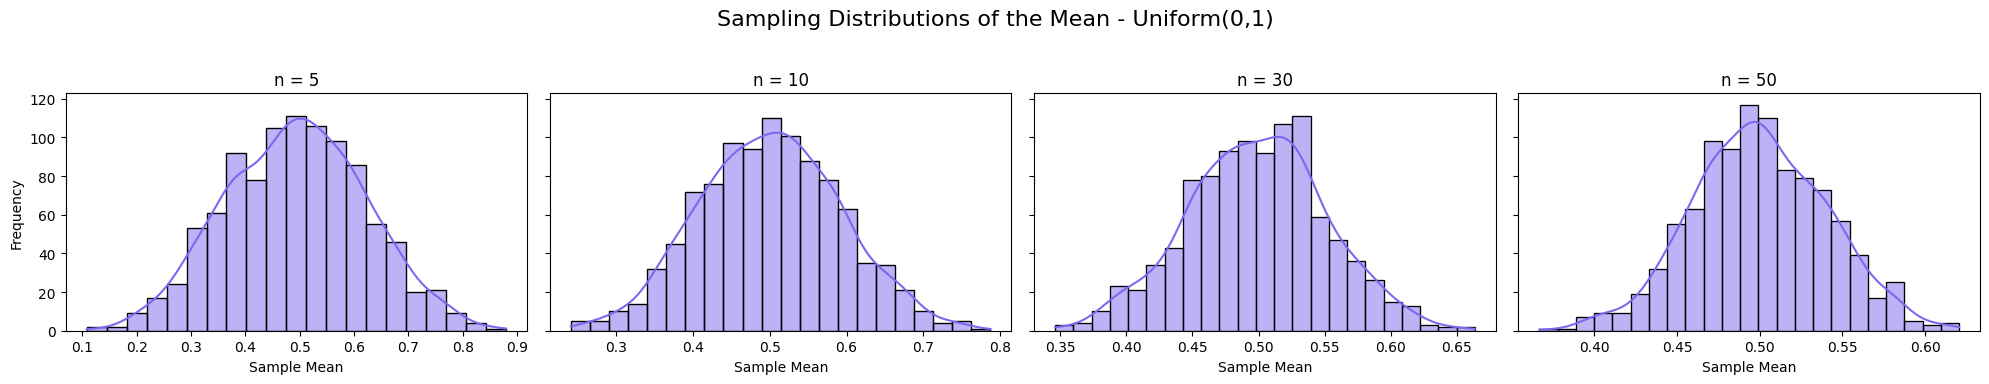 Sampling Distributions of the Mean - Uniform(0,1)
n = 5
n = 10
n = 30
n = 50
Frequency
120
100
80
60
40
20
0
0.1 0.2 0.3 0.4 0.5 0.6 0.7 0.8 0.9
0.3 0.4 0.5 0.6 0.7 0.8
0.35 0.40 0.45 0.50 0.55 0.60 0.65
0.40 0.45 0.50 0.55 0.60
Sample Mean
Sample Mean
Sample Mean
Sample Mean